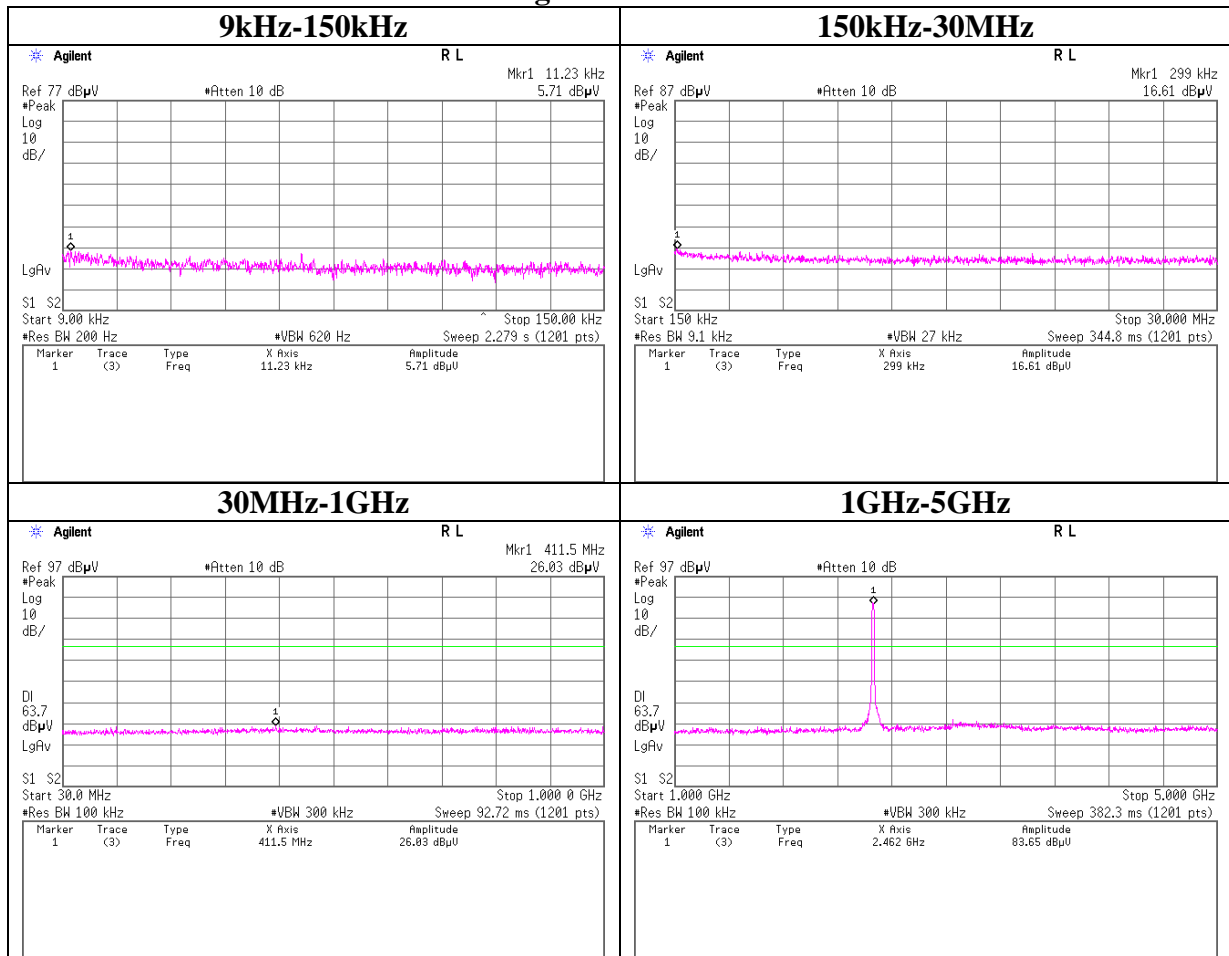 9kHz-150kHz
Agilent R L
Mkr1 11.23 kHz
Ref 77 dBµV #Atten 10 dB 5.71 dBµV
#Peak
Log
10
dB/
1
LgAv
S1 S2
Start 9.00 kHz ^ Stop 150.00 kHz
#Res BW 200 Hz #VBW 620 Hz Sweep 2.279 s (1201 pts)
Marker Trace Type X Axis Amplitude
1 (3) Freq 11.23 kHz 5.71 dBµV
150kHz-30MHz
Agilent R L
Mkr1 299 kHz
Ref 87 dBµV #Atten 10 dB 16.61 dBµV
#Peak
Log
10
dB/
1
LgAv
S1 S2
Start 150 kHz Stop 30.000 MHz
#Res BW 9.1 kHz #VBW 27 kHz Sweep 344.8 ms (1201 pts)
Marker Trace Type X Axis Amplitude
1 (3) Freq 299 kHz 16.61 dBµV
30MHz-1GHz
Agilent R L
Mkr1 411.5 MHz
Ref 97 dBµV #Atten 10 dB 26.03 dBµV
#Peak
Log
10
dB/
DI
63.7
dBµV
1
LgAv
S1 S2
Start 30.0 MHz Stop 1.000 0 GHz
#Res BW 100 kHz #VBW 300 kHz Sweep 92.72 ms (1201 pts)
Marker Trace Type X Axis Amplitude
1 (3) Freq 411.5 MHz 26.03 dBµV
1GHz-5GHz
Agilent R L
Ref 97 dBµV #Atten 10 dB
#Peak
1
Log
10
dB/
DI
63.7
dBµV
LgAv
S1 S2
Start 1.000 GHz Stop 5.000 GHz
#Res BW 100 kHz #VBW 300 kHz Sweep 382.3 ms (1201 pts)
Marker Trace Type X Axis Amplitude
1 (3) Freq 2.462 GHz 83.65 dBµV